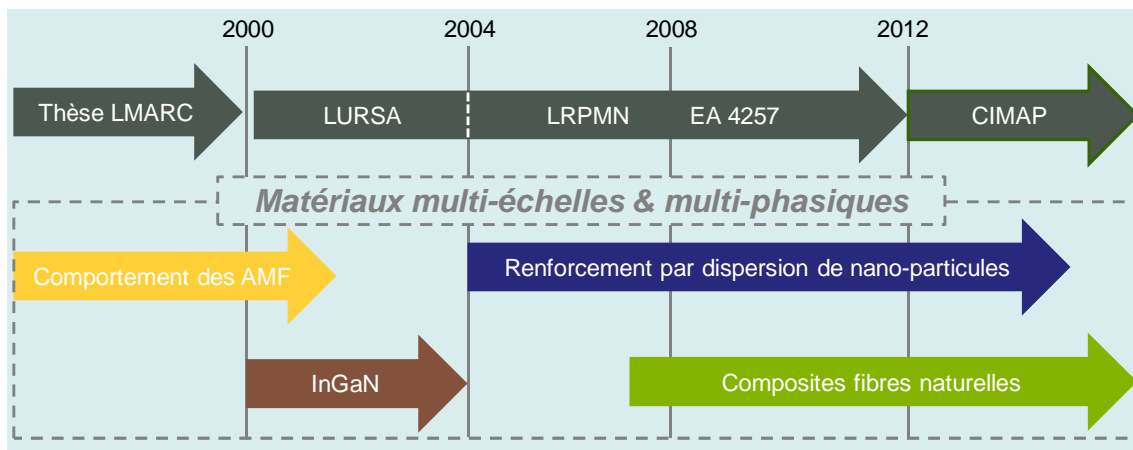 2000 2004 2008 2012
Thèse LMARC LURSA LRPMN EA 4257 CIMAP
Matériaux multi-échelles & multi-phasiques
Comportement des AMF Renforcement par dispersion de nano-particules
InGaN Composites fibres naturelles